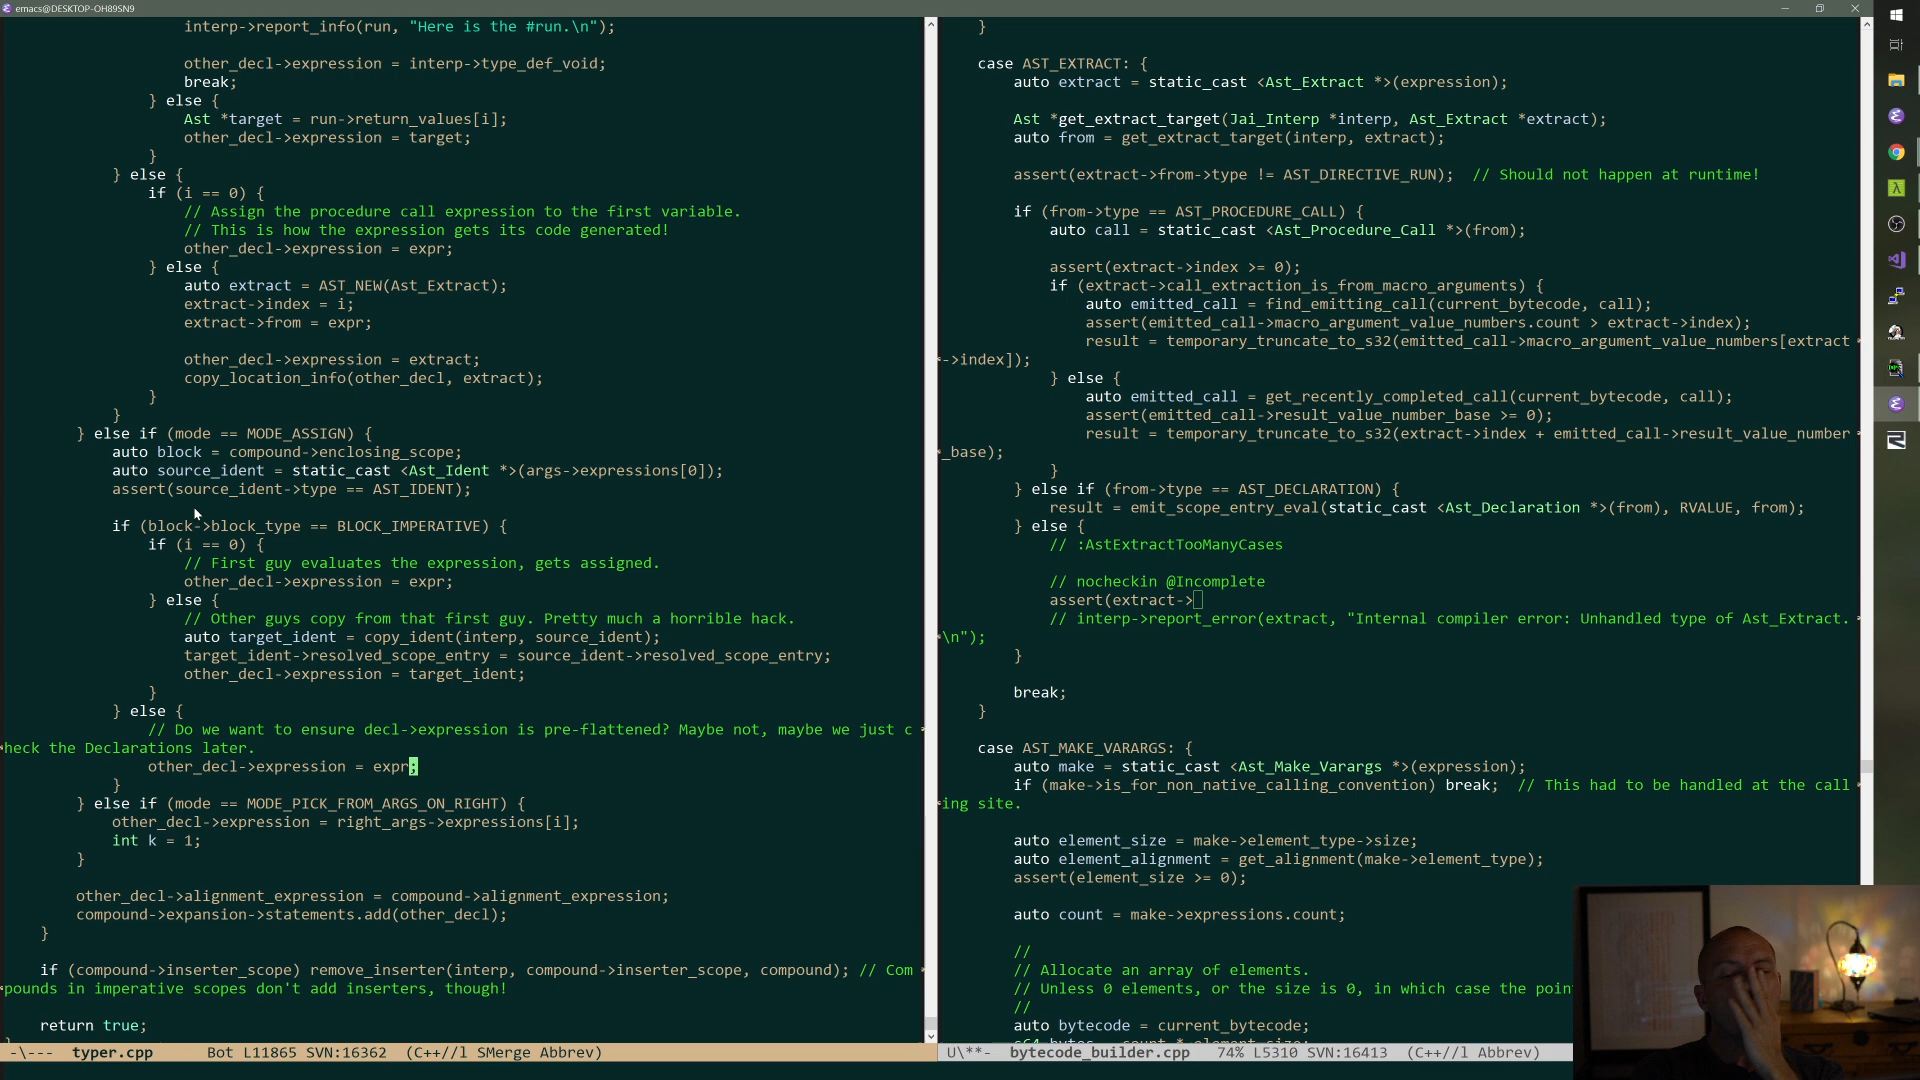 emacs@DESKTOP-OH89SN9
interp->report_info(run, "Here is the #run.\n");
other_decl->expression = interp->type_def_void;
break;
} else {
Ast *target = run->return_values[i];
other_decl->expression = target;
}
} else {
if (i == 0) {
// Assign the procedure call expression to the first variable.
// This is how the expression gets its code generated!
other_decl->expression = expr;
} else {
auto extract = AST_NEW(Ast_Extract);
extract->index = i;
extract->from = expr;
other_decl->expression = extract;
copy_location_info(other_decl, extract);
}
}
} else if (mode == MODE_ASSIGN) {
auto block = compound->enclosing_scope;
auto source_ident = static_cast <Ast_Ident *>(args->expressions[0]);
assert(source_ident->type == AST_IDENT);
if (block->block_type == BLOCK_IMPERATIVE) {
if (i == 0) {
// First guy evaluates the expression, gets assigned.
other_decl->expression = expr;
} else {
// Other guys copy from that first guy. Pretty much a horrible hack.
auto target_ident = copy_ident(interp, source_ident);
target_ident->resolved_scope_entry = source_ident->resolved_scope_entry;
other_decl->expression = target_ident;
}
} else {
// Do we want to ensure decl->expression is pre-flattened? Maybe not, maybe we just c
heck the Declarations later.
other_decl->expression = expr;
}
} else if (mode == MODE_PICK_FROM_ARGS_ON_RIGHT) {
other_decl->expression = right_args->expressions[i];
int k = 1;
}
other_decl->alignment_expression = compound->alignment_expression;
compound->expansion->statements.add(other_decl);
}
if (compound->inserter_scope) remove_inserter(interp, compound->inserter_scope, compound); // Com
pounds in imperative scopes don't add inserters, though!
return true;
-\--- typer.cpp Bot L11865 SVN:16362 (C++//l SMerge Abbrev)
}
case AST_EXTRACT: {
auto extract = static_cast <Ast_Extract *>(expression);
Ast *get_extract_target(Jai_Interp *interp, Ast_Extract *extract);
auto from = get_extract_target(interp, extract);
assert(extract->from->type != AST_DIRECTIVE_RUN); // Should not happen at runtime!
if (from->type == AST_PROCEDURE_CALL) {
auto call = static_cast <Ast_Procedure_Call *>(from);
assert(extract->index >= 0);
if (extract->call_extraction_is_from_macro_arguments) {
auto emitted_call = find_emitting_call(current_bytecode, call);
assert(emitted_call->macro_argument_value_numbers.count > extract->index);
result = temporary_truncate_to_s32(emitted_call->macro_argument_value_numbers[extract
->index]);
} else {
auto emitted_call = get_recently_completed_call(current_bytecode, call);
assert(emitted_call->result_value_number_base >= 0);
result = temporary_truncate_to_s32(extract->index + emitted_call->result_value_number
_base);
}
} else if (from->type == AST_DECLARATION) {
result = emit_scope_entry_eval(static_cast <Ast_Declaration *>(from), RVALUE, from);
} else {
// :AstExtractTooManyCases
// nocheckin @Incomplete
assert(extract->
// interp->report_error(extract, "Internal compiler error: Unhandled type of Ast_Extract.
\n");
}
break;
}
case AST_MAKE_VARARGS: {
auto make = static_cast <Ast_Make_Varargs *>(expression);
if (make->is_for_non_native_calling_convention) break; // This had to be handled at the call
ing site.
auto element_size = make->element_type->size;
auto element_alignment = get_alignment(make->element_type);
assert(element_size >= 0);
auto count = make->expressions.count;
//
// Allocate an array of elements.
// Unless 0 elements, or the size is 0, in which case the poin
//
auto bytecode = current_bytecode;
U\**- bytecode_builder.cpp 74% L5310 SVN:16413 (C++//l Abbrev)